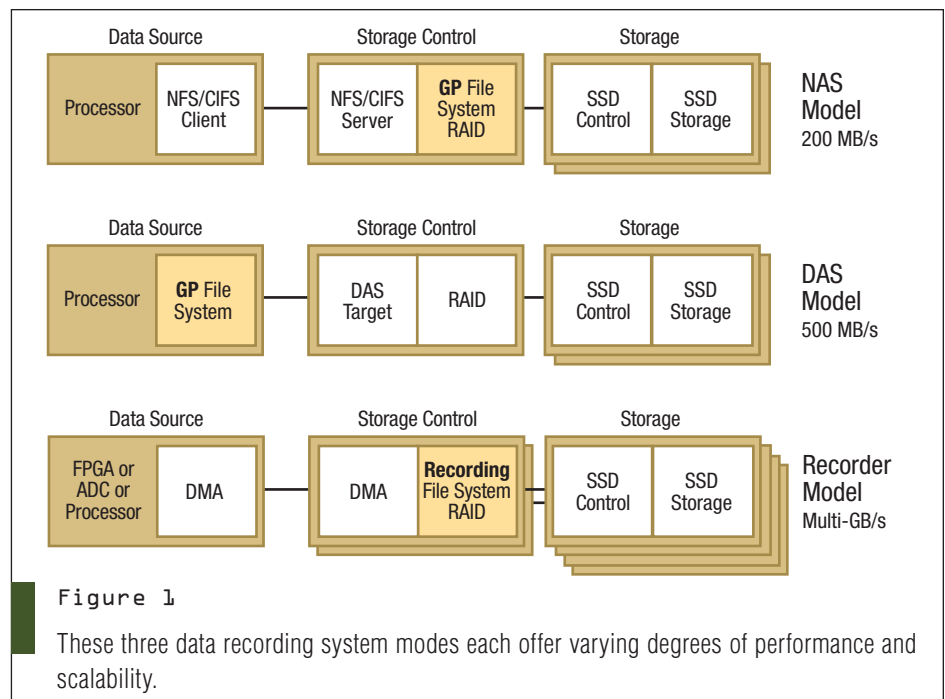 Data Source
Storage Control
Storage
Processor
NFS/CIFS
Client
NFS/CIFS
Server
GP File
System
RAID
SSD
Control
SSD
Storage
NAS
Model
200 MB/s
Data Source
Storage Control
Storage
Processor
GP File
System
DAS
Target
RAID
SSD
Control
SSD
Storage
DAS
Model
500 MB/s
Data Source
Storage Control
Storage
FPGA or
ADC or
Processor
DMA
DMA
Recording
File System
RAID
SSD
Control
SSD
Storage
Recorder
Model
Multi-GB/s
Figure 1
These three data recording system modes each offer varying degrees of performance and
scalability.